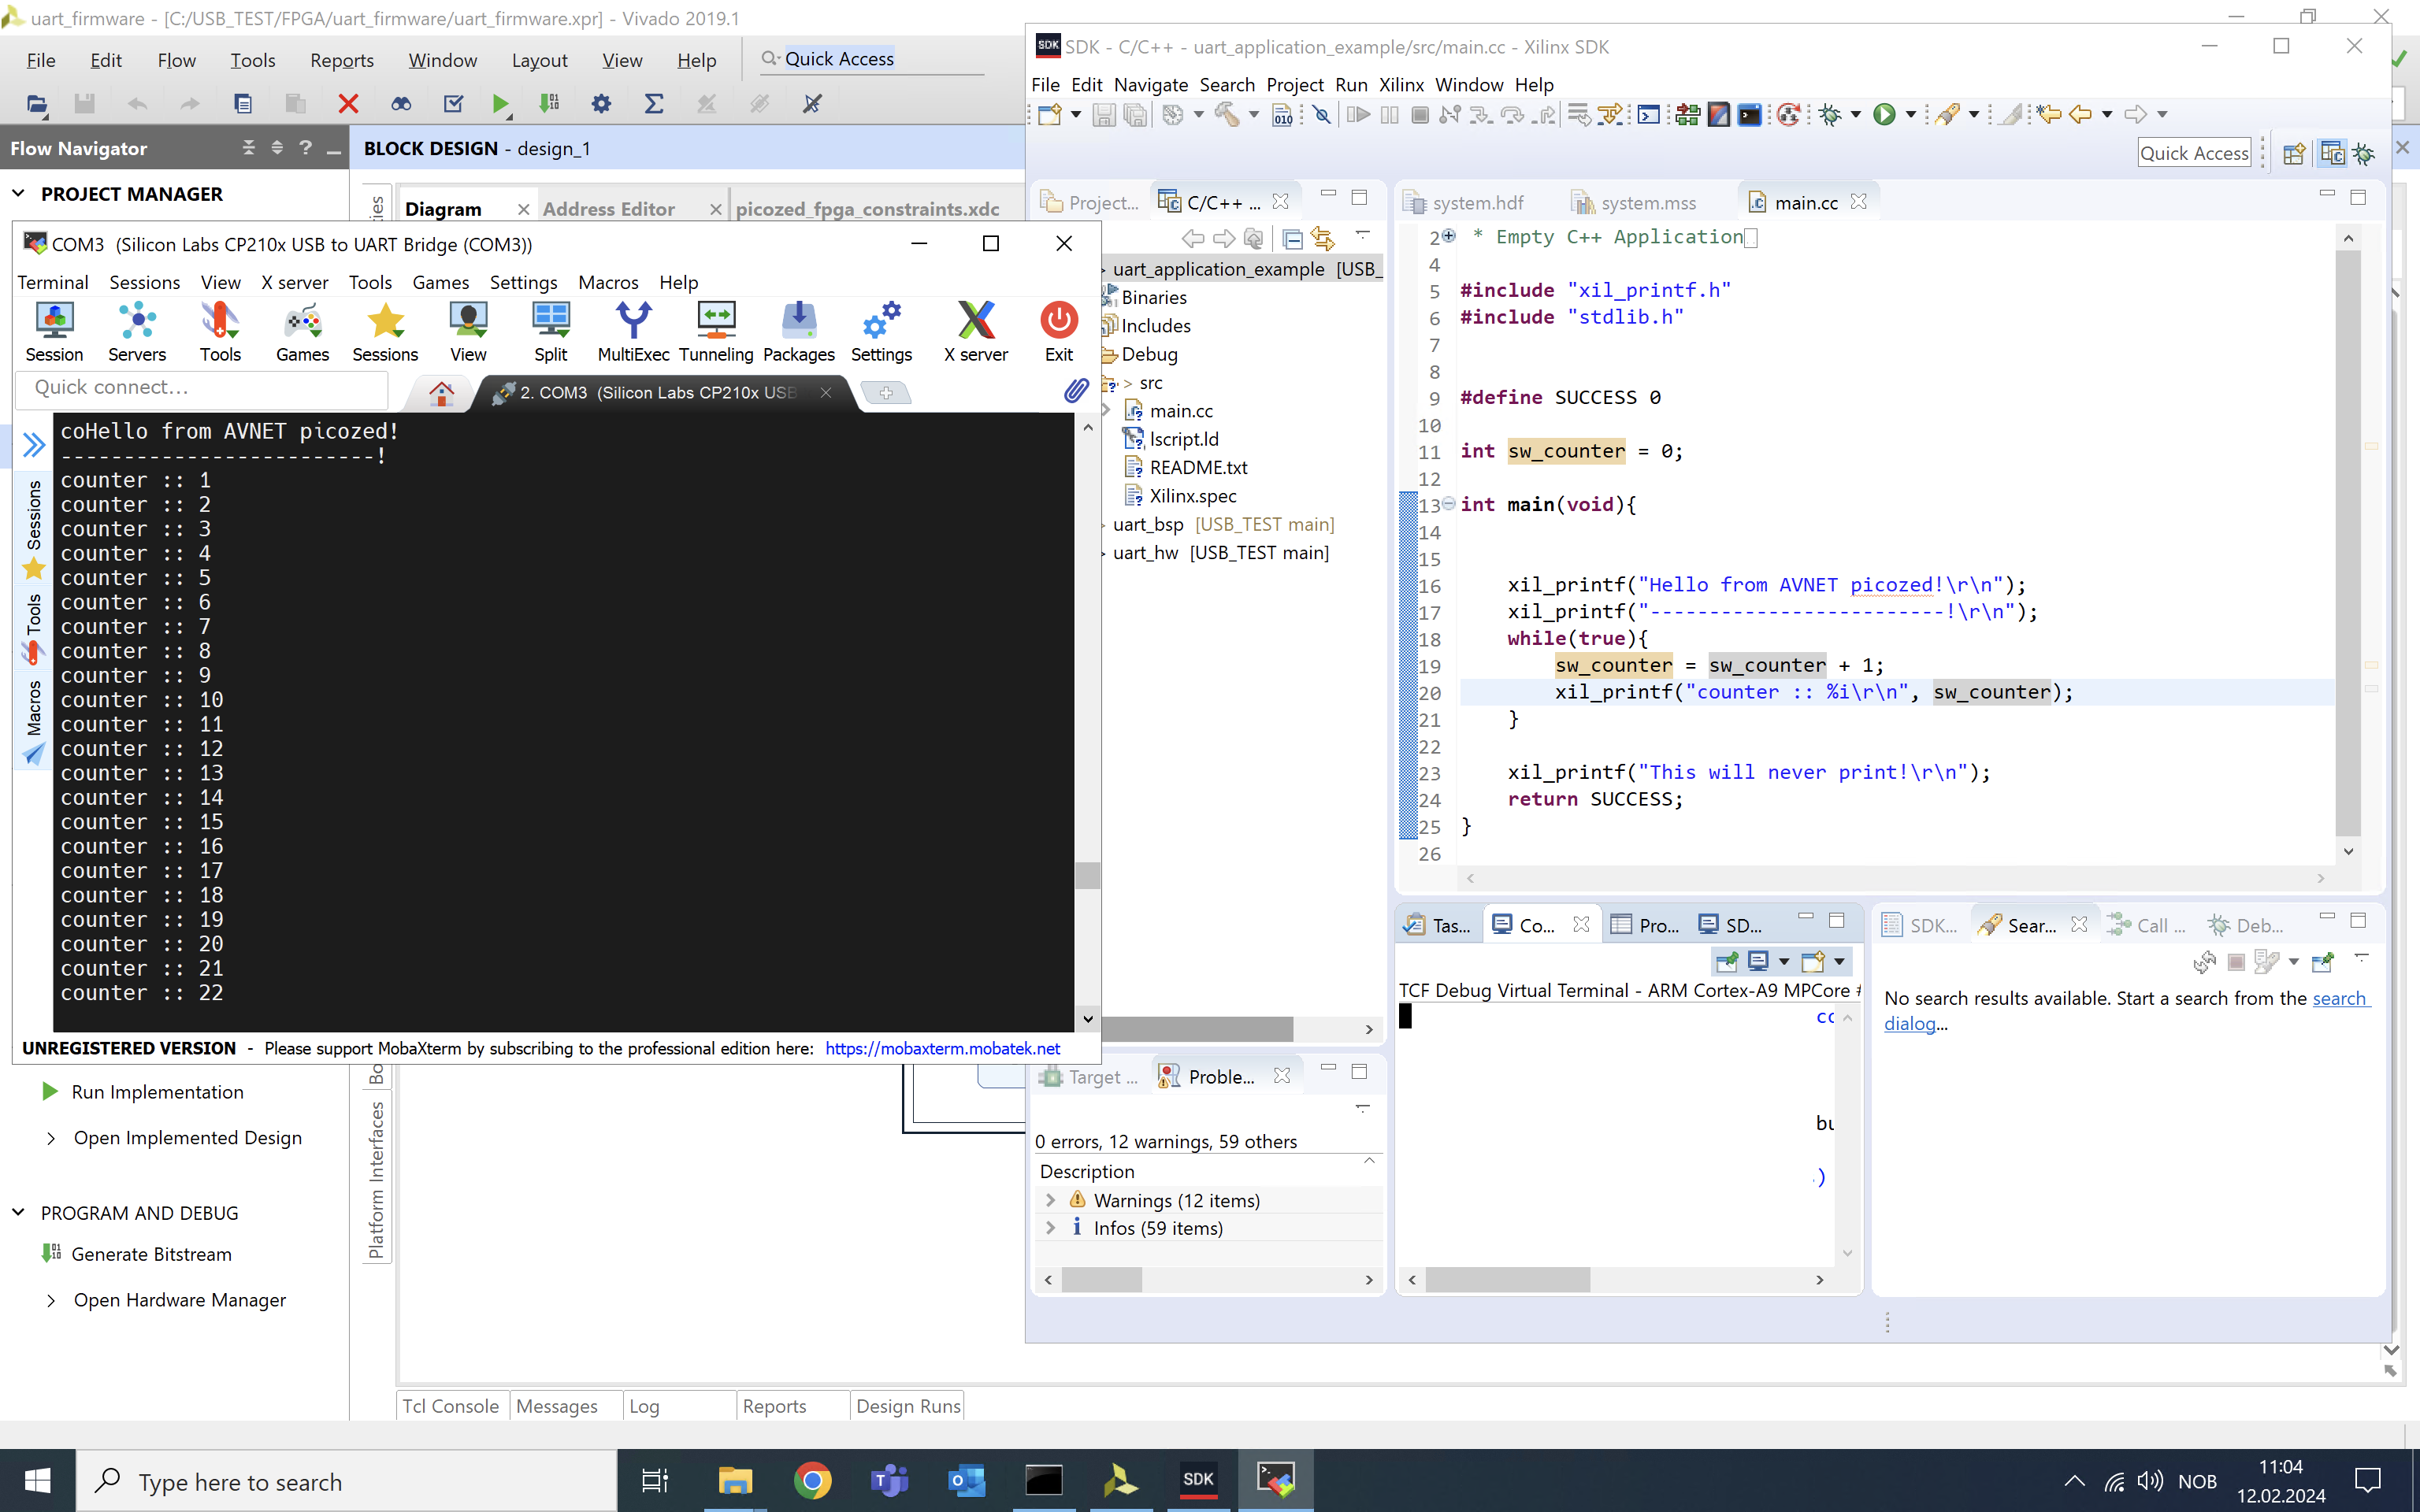 uart_firmware - [C:/USB_TEST/FPGA/uart_firmware/uart_firmware.xpr] - Vivado 2019.1
File Edit Flow Tools Reports Window Layout View Help Quick Access
Flow Navigator
PROJECT MANAGER
BLOCK DESIGN - design_1
Diagram Address Editor picozed_fpga_constraints.xdc
COM3 (Silicon Labs CP210x USB to UART Bridge (COM3))
Terminal Sessions View X server Tools Games Settings Macros Help
Session Servers Tools Games Sessions View Split MultiExec Tunneling Packages Settings X server Exit
Quick connect...
2. COM3 (Silicon Labs CP210x USB
Sessions
Tools
Macros
coHello from AVNET picozed!
-------------------------!
counter :: 1
counter :: 2
counter :: 3
counter :: 4
counter :: 5
counter :: 6
counter :: 7
counter :: 8
counter :: 9
counter :: 10
counter :: 11
counter :: 12
counter :: 13
counter :: 14
counter :: 15
counter :: 16
counter :: 17
counter :: 18
counter :: 19
counter :: 20
counter :: 21
counter :: 22
UNREGISTERED VERSION - Please support MobaXterm by subscribing to the professional edition here: https://mobaxterm.mobatek.net
Run Implementation
Open Implemented Design
PROGRAM AND DEBUG
Generate Bitstream
Open Hardware Manager
Platform Interfaces
Tcl Console Messages Log Reports Design Runs
SDK - C/C++ - uart_application_example/src/main.cc - Xilinx SDK
File Edit Navigate Search Project Run Xilinx Window Help
Quick Access
Project... C/C++ ...
uart_application_example [USB_
Binaries
Includes
Debug
> src
main.cc
lscript.ld
README.txt
Xilinx.spec
uart_bsp [USB_TEST main]
uart_hw [USB_TEST main]
system.hdf system.mss main.cc
2 * Empty C++ Application
4
5 #include "xil_printf.h"
6 #include "stdlib.h"
7
8
9 #define SUCCESS 0
10
11 int sw_counter = 0;
12
13 int main(void){
14
15
16 xil_printf("Hello from AVNET picozed!\r\n");
17 xil_printf("-------------------------!\r\n");
18 while(true){
19 sw_counter = sw_counter + 1;
20 xil_printf("counter :: %i\r\n", sw_counter);
21 }
22
23 xil_printf("This will never print!\r\n");
24 return SUCCESS;
25 }
26
Target ... Proble...
0 errors, 12 warnings, 59 others
Description
Warnings (12 items)
Infos (59 items)
Tas... Co... Pro... SD...
TCF Debug Virtual Terminal - ARM Cortex-A9 MPCore #
SDK... Sear... Call ... Deb...
No search results available. Start a search from the search
dialog...
Type here to search
SDK
NOB
11:04
12.02.2024